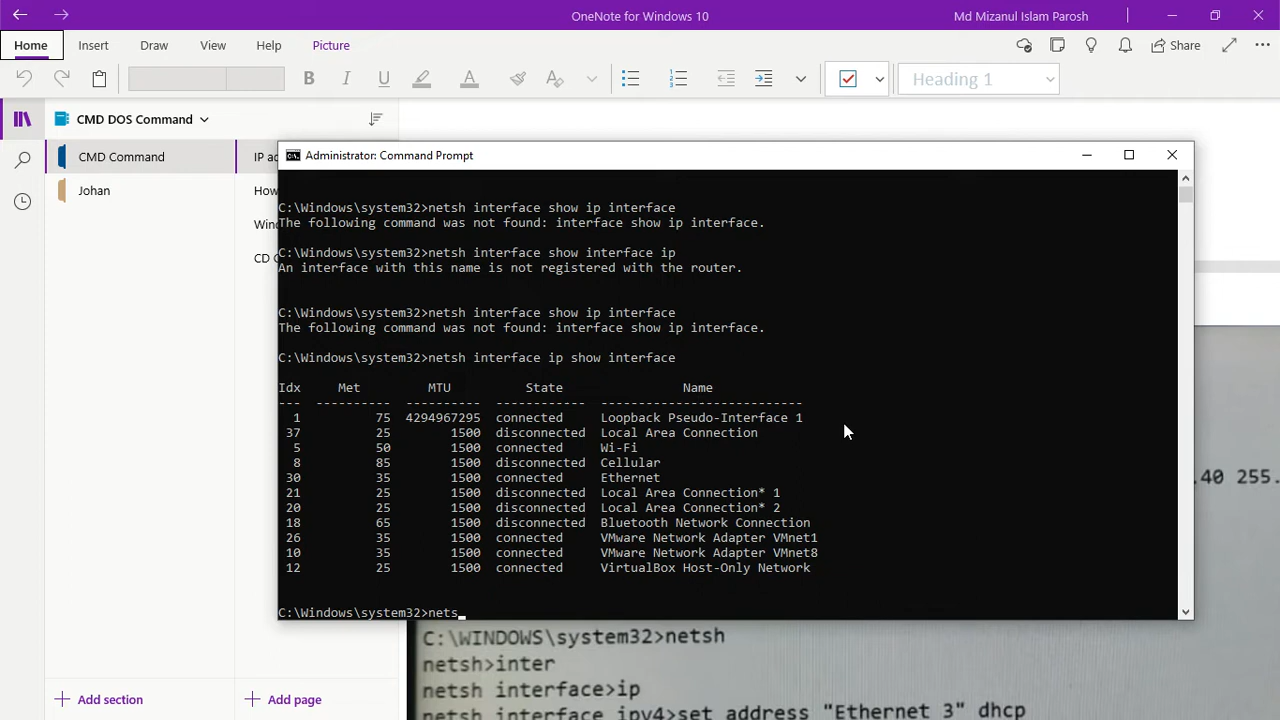 OneNote for Windows 10
Md Mizanul Islam Parosh
Home
Insert
Draw
View
Help
Picture
Share
B
I
U
A
Heading 1
CMD DOS Command
CMD Command
Johan
IP ad
How
Wind
CD C
Administrator: Command Prompt
C:\Windows\system32>netsh interface show ip interface
The following command was not found: interface show ip interface.
C:\Windows\system32>netsh interface show interface ip
An interface with this name is not registered with the router.
C:\Windows\system32>netsh interface show ip interface
The following command was not found: interface show ip interface.
C:\Windows\system32>netsh interface ip show interface
Idx Met MTU State Name
--- ---------- ---------- ------------ ---------------------------
1 75 4294967295 connected Loopback Pseudo-Interface 1
37 25 1500 disconnected Local Area Connection
5 50 1500 connected Wi-Fi
8 85 1500 disconnected Cellular
30 35 1500 connected Ethernet
21 25 1500 disconnected Local Area Connection* 1
20 25 1500 disconnected Local Area Connection* 2
18 65 1500 disconnected Bluetooth Network Connection
26 35 1500 connected VMware Network Adapter VMnet1
10 35 1500 connected VMware Network Adapter VMnet8
12 25 1500 connected VirtualBox Host-Only Network
C:\Windows\system32>nets
.40 255.
C:\WINDOWS\system32>netsh
netsh>inter
netsh interface>ip
netsh interface ipv4>set address "Ethernet 3" dhcp
Add section
Add page